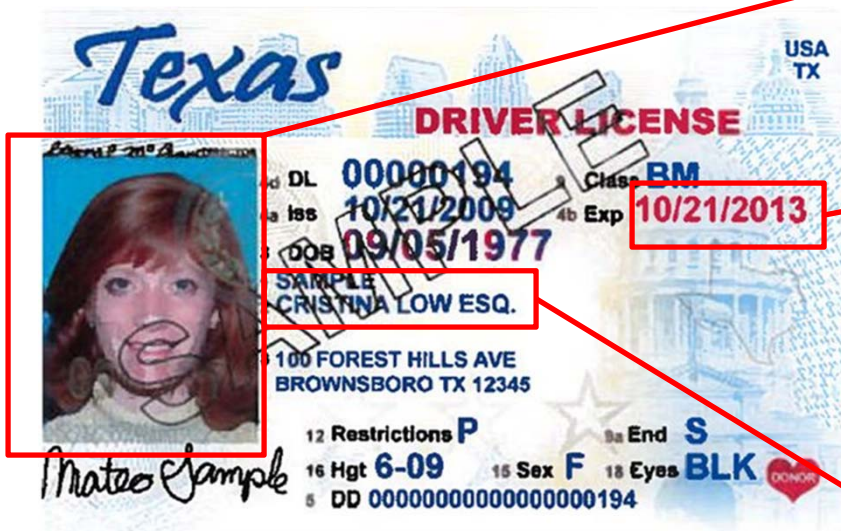 Texas
USA
TX
DRIVER LICENSE
DL 00000194 9 Class BM
4a Iss 10/21/2009 4b Exp 10/21/2013
DOB 09/05/1977
SAMPLE
CRISTINA LOW ESQ.
100 FOREST HILLS AVE
BROWNSBORO TX 12345
12 Restrictions P 9a End S
16 Hgt 6-09 15 Sex F 18 Eyes BLK
DONOR
5 DD 00000000000000000194
Mateo Sample
SAMPLE